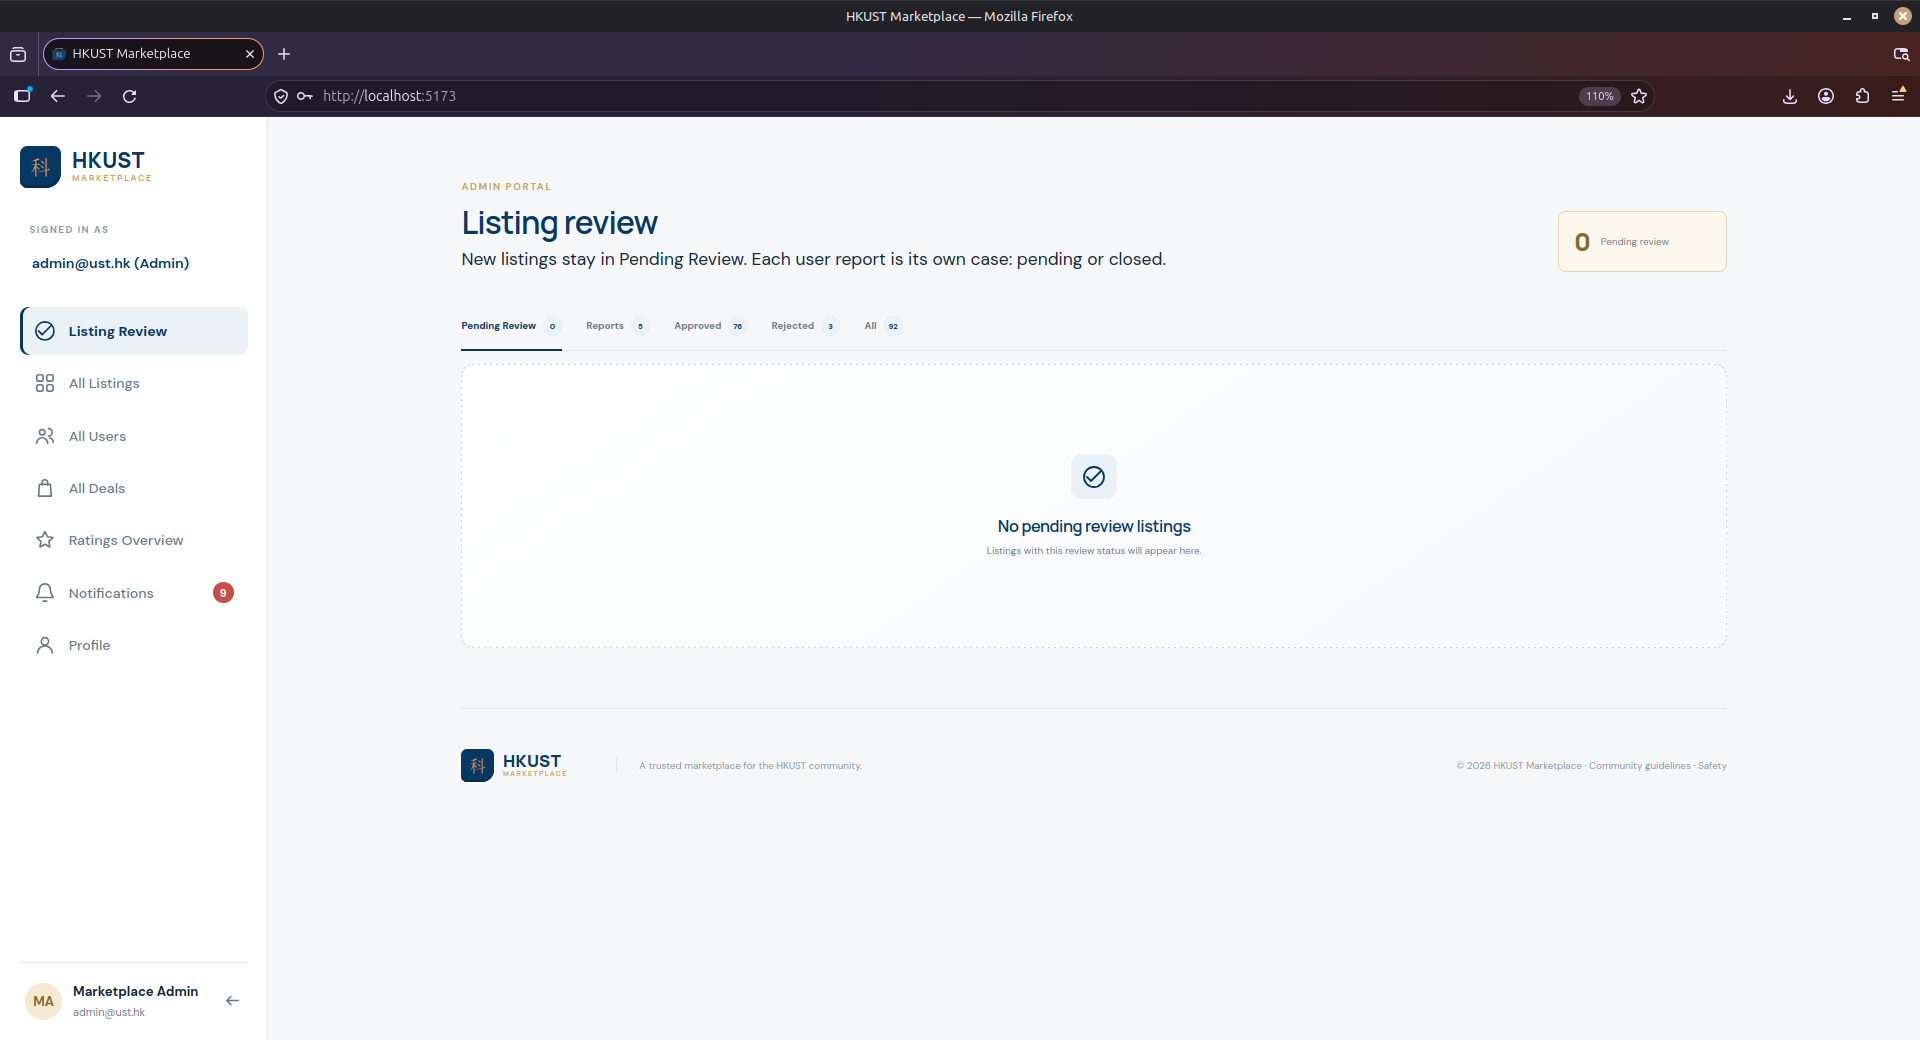 HKUST Marketplace — Mozilla Firefox
HKUST Marketplace
http://localhost:5173
110%
科
HKUST
MARKETPLACE
SIGNED IN AS
admin@ust.hk (Admin)
Listing Review
All Listings
All Users
All Deals
Ratings Overview
Notifications 9
Profile
MA
Marketplace Admin
admin@ust.hk
ADMIN PORTAL
Listing review
New listings stay in Pending Review. Each user report is its own case: pending or closed.
0 Pending review
Pending Review 0 Reports 5 Approved 76 Rejected 3 All 92
No pending review listings
Listings with this review status will appear here.
科
HKUST
MARKETPLACE
A trusted marketplace for the HKUST community.
© 2026 HKUST Marketplace · Community guidelines · Safety